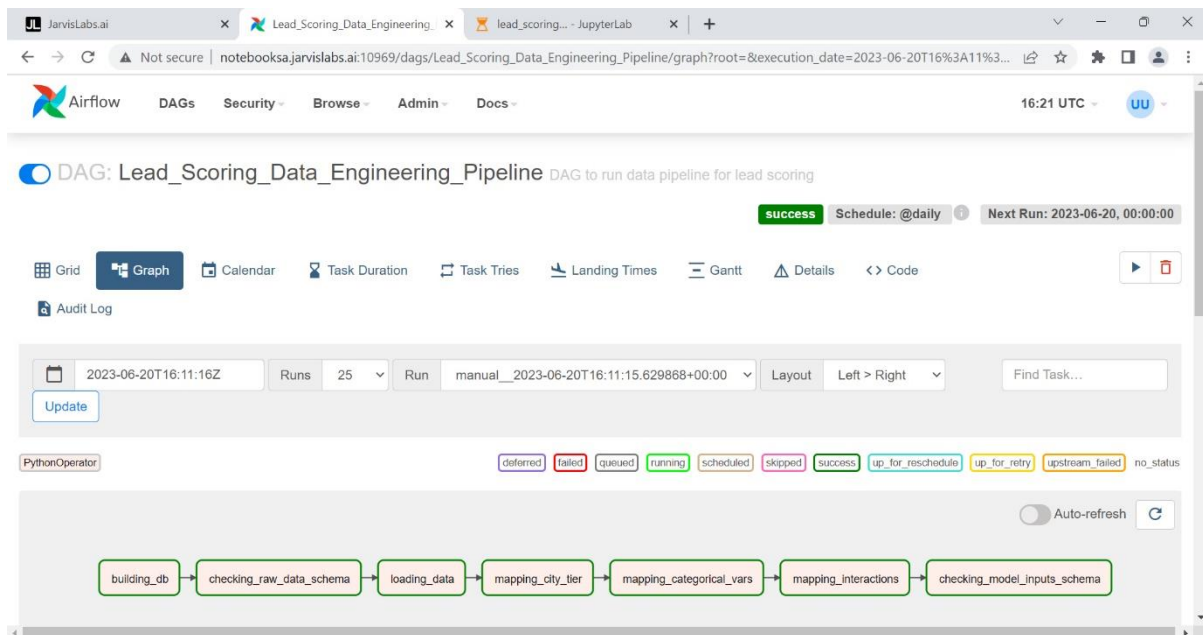 JL JarvisLabs.ai
Lead_Scoring_Data_Engineering_
lead_scoring... - JupyterLab
Not secure | notebooksa.jarvislabs.ai:10969/dags/Lead_Scoring_Data_Engineering_Pipeline/graph?root=&execution_date=2023-06-20T16%3A11%3...
Airflow DAGs Security Browse Admin Docs 16:21 UTC UU
DAG: Lead_Scoring_Data_Engineering_Pipeline DAG to run data pipeline for lead scoring
success Schedule: @daily Next Run: 2023-06-20, 00:00:00
Grid Graph Calendar Task Duration Task Tries Landing Times Gantt Details <> Code
Audit Log
2023-06-20T16:11:16Z Runs 25 Run manual__2023-06-20T16:11:15.629868+00:00 Layout Left > Right Find Task...
Update
PythonOperator deferred failed queued running scheduled skipped success up_for_reschedule up_for_retry upstream_failed no_status
Auto-refresh
building_db checking_raw_data_schema loading_data mapping_city_tier mapping_categorical_vars mapping_interactions checking_model_inputs_schema